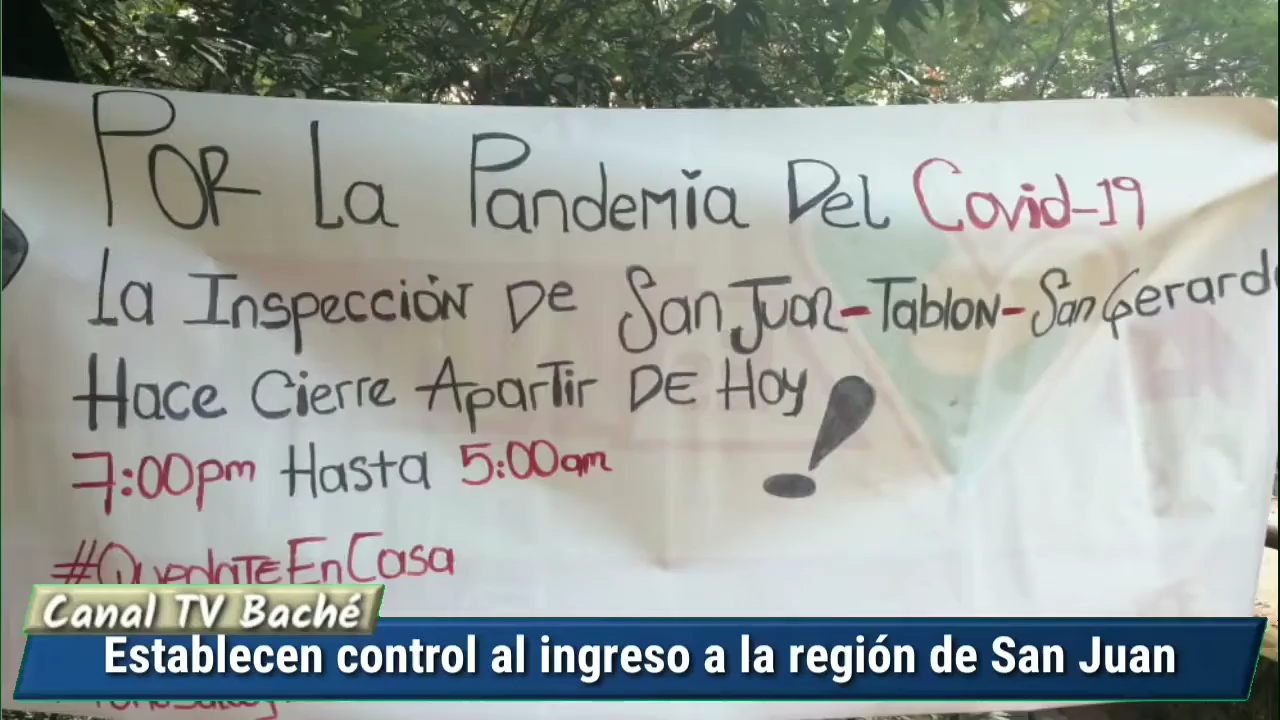 POR La Pandemia Del Covid-19
La Inspección De San Juan-Tablon-San Gerardo
Hace Cierre Apartir DE Hoy!
7:00pm Hasta 5:00am
#QuedaTeEnCasa
Canal TV Baché
Establecen control al ingreso a la región de San Juan